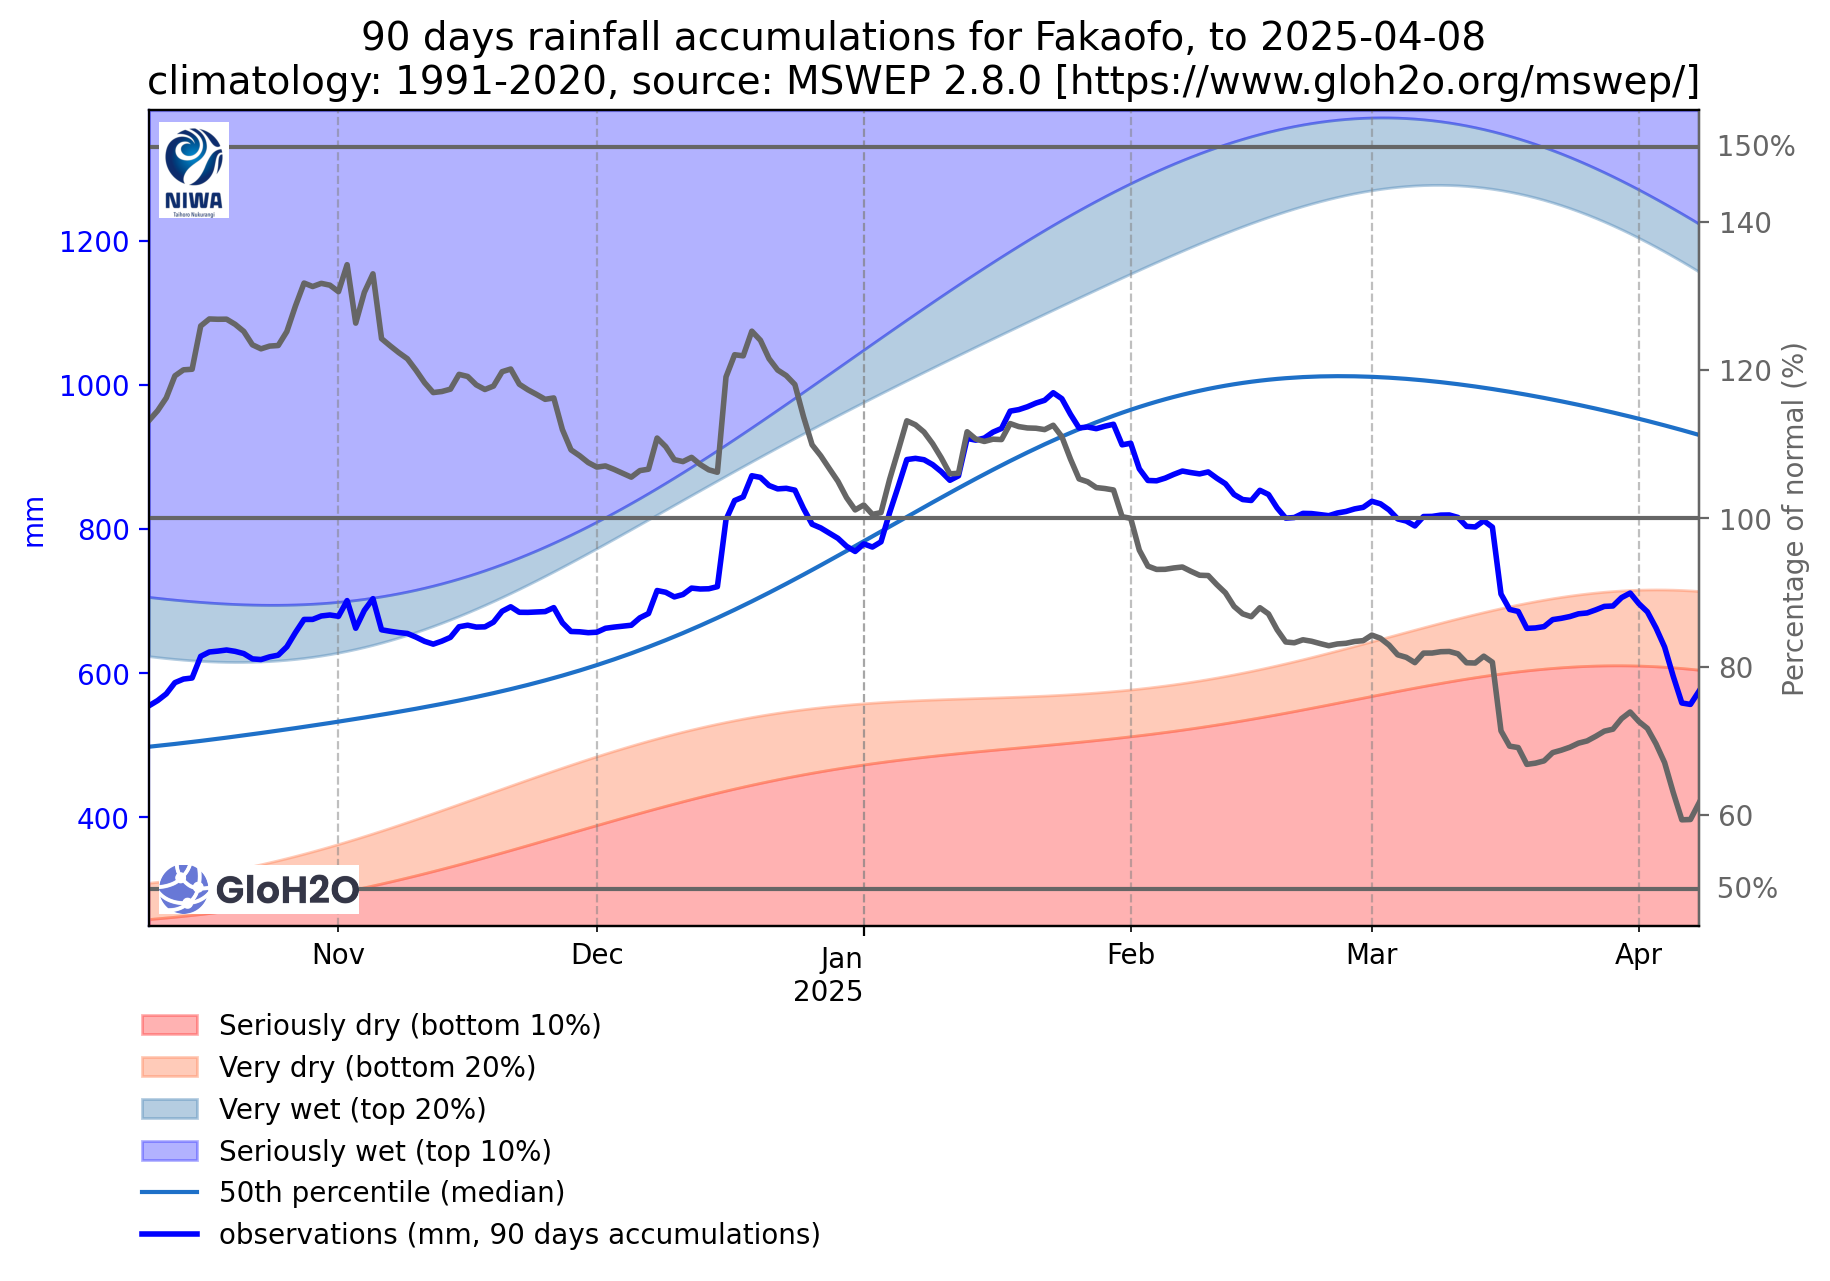 90 days rainfall accumulations for Fakaofo, to 2025-04-08
climatology: 1991-2020, source: MSWEP 2.8.0 [https://www.gloh2o.org/mswep/]
NIWA
Taihoro Nukurangi
1200
1000
800
600
400
mm
150%
140
120
100
80
60
50%
Percentage of normal (%)
GloH2O
Nov
Dec
Jan
2025
Feb
Mar
Apr
Seriously dry (bottom 10%)
Very dry (bottom 20%)
Very wet (top 20%)
Seriously wet (top 10%)
50th percentile (median)
observations (mm, 90 days accumulations)